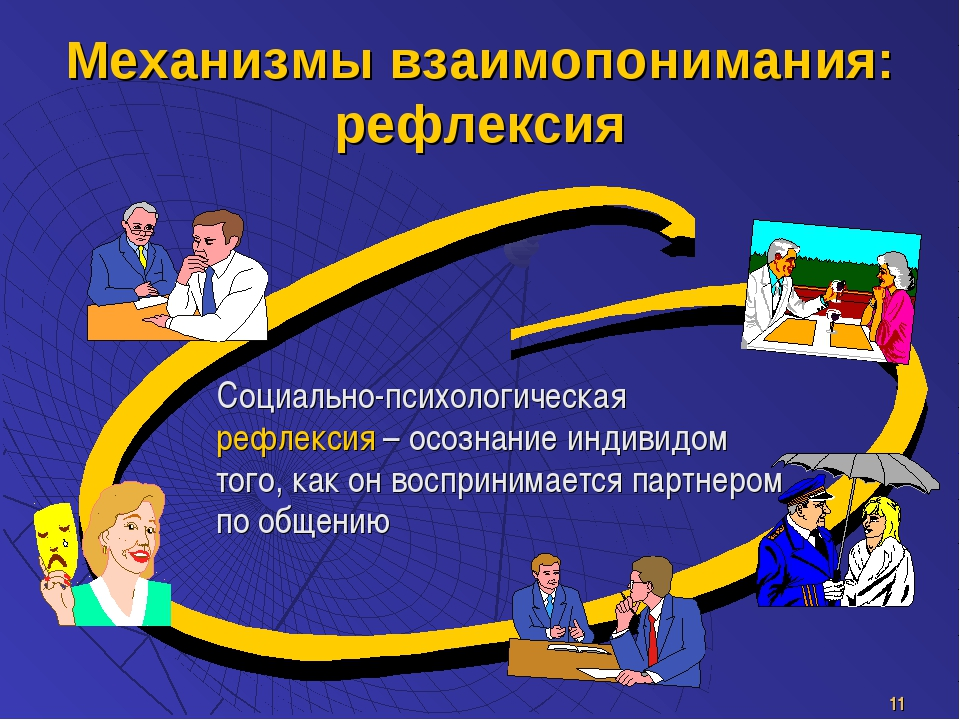 Механизмы взаимопонимания:
рефлексия
Социально-психологическая
рефлексия – осознание индивидом
того, как он воспринимается партнером
по общению
11